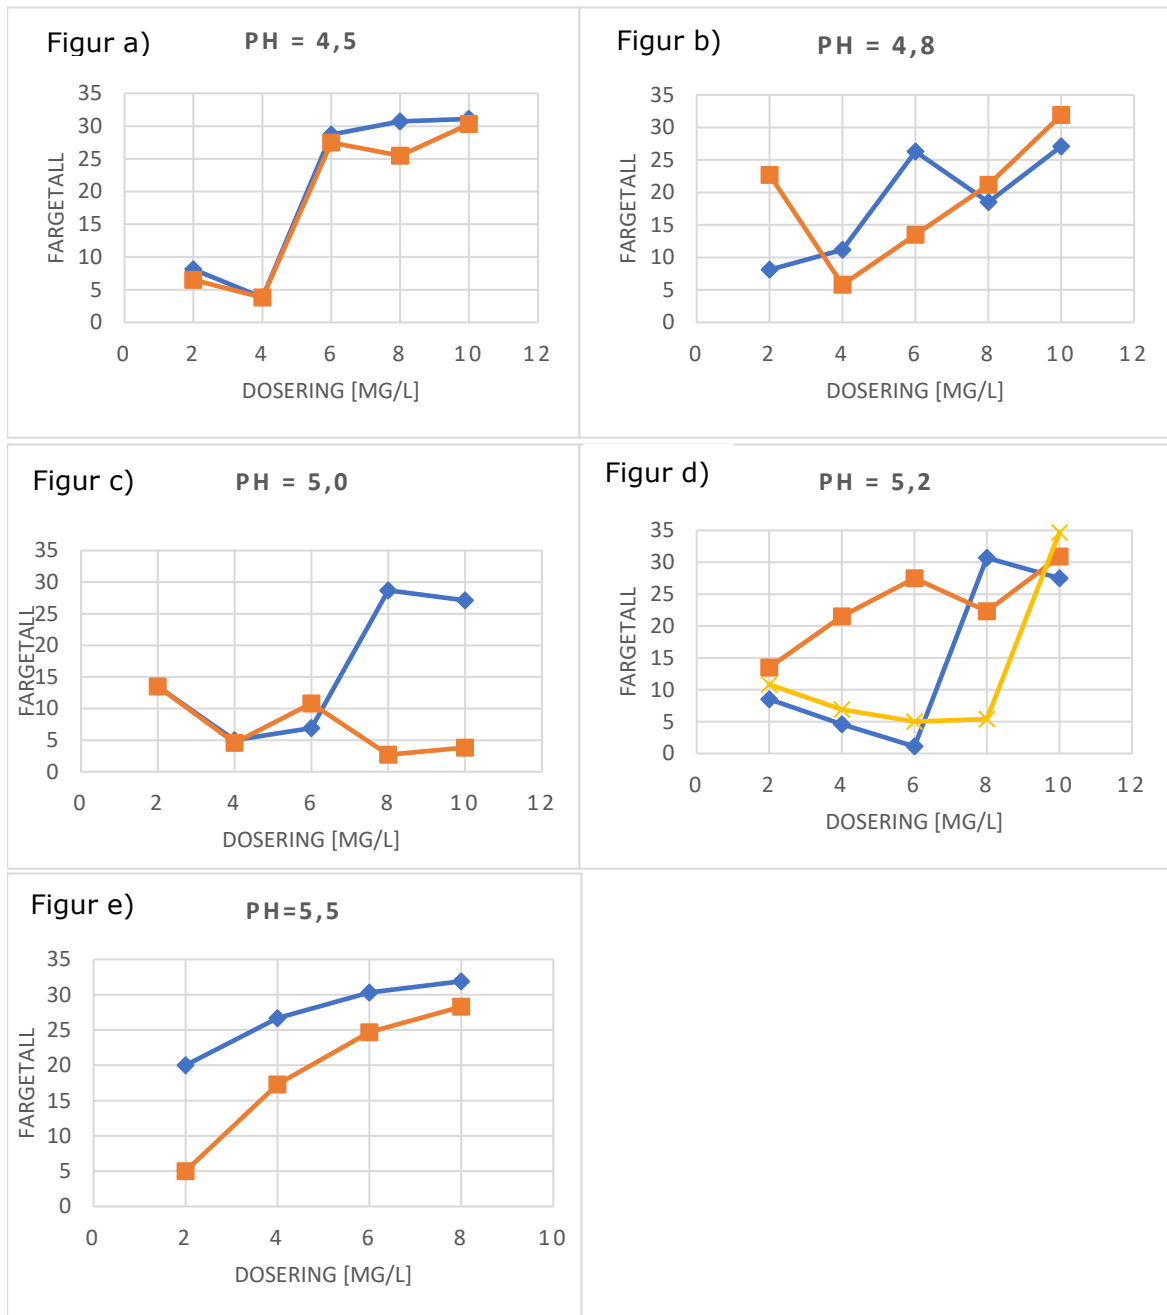 Figur a)
PH = 4,5
35
30
25
20
15
10
5
0
FARGETALL
0 2 4 6 8 10 12
DOSERING [MG/L]
Figur b)
PH = 4,8
35
30
25
20
15
10
5
0
FARGETALL
0 2 4 6 8 10 12
DOSERING [MG/L]
Figur c)
PH = 5,0
35
30
25
20
15
10
5
0
FARGETALL
0 2 4 6 8 10 12
DOSERING [MG/L]
Figur d)
PH = 5,2
35
30
25
20
15
10
5
0
FARGETALL
0 2 4 6 8 10 12
DOSERING [MG/L]
Figur e)
PH=5,5
35
30
25
20
15
10
5
0
FARGETALL
0 2 4 6 8 10
DOSERING [MG/L]